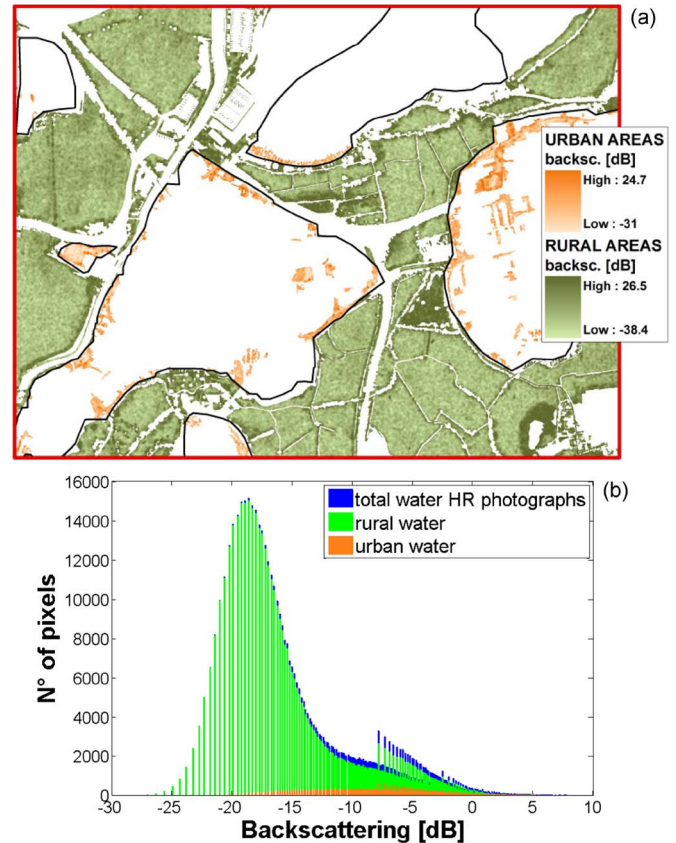 (a)
URBAN AREAS
backsc. [dB]
High : 24.7
Low : -31
RURAL AREAS
backsc. [dB]
High : 26.5
Low : -38.4
(b)
16000
14000
12000
10000
8000
6000
4000
2000
0
N° of pixels
total water HR photographs
rural water
urban water
-30 -25 -20 -15 -10 -5 0 5 10
Backscattering [dB]